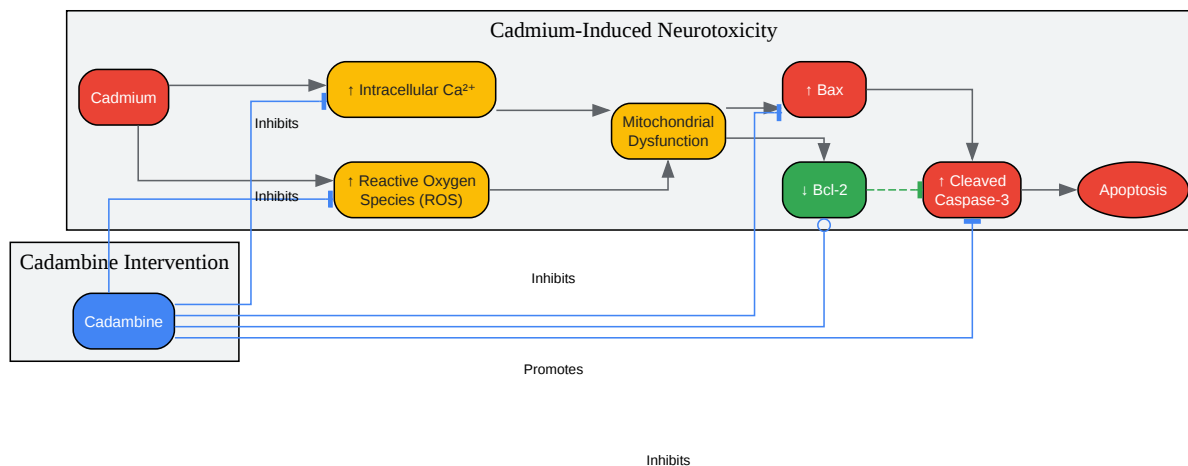 Cadmium-Induced Neurotoxicity
Cadmium
↑ Intracellular Ca²⁺
↑ Bax
Mitochondrial
Dysfunction
Inhibits
↑ Reactive Oxygen
Species (ROS)
Inhibits
↓ Bcl-2
↑ Cleaved
Caspase-3
Apoptosis
Cadambine Intervention
Inhibits
Cadambine
Promotes
Inhibits